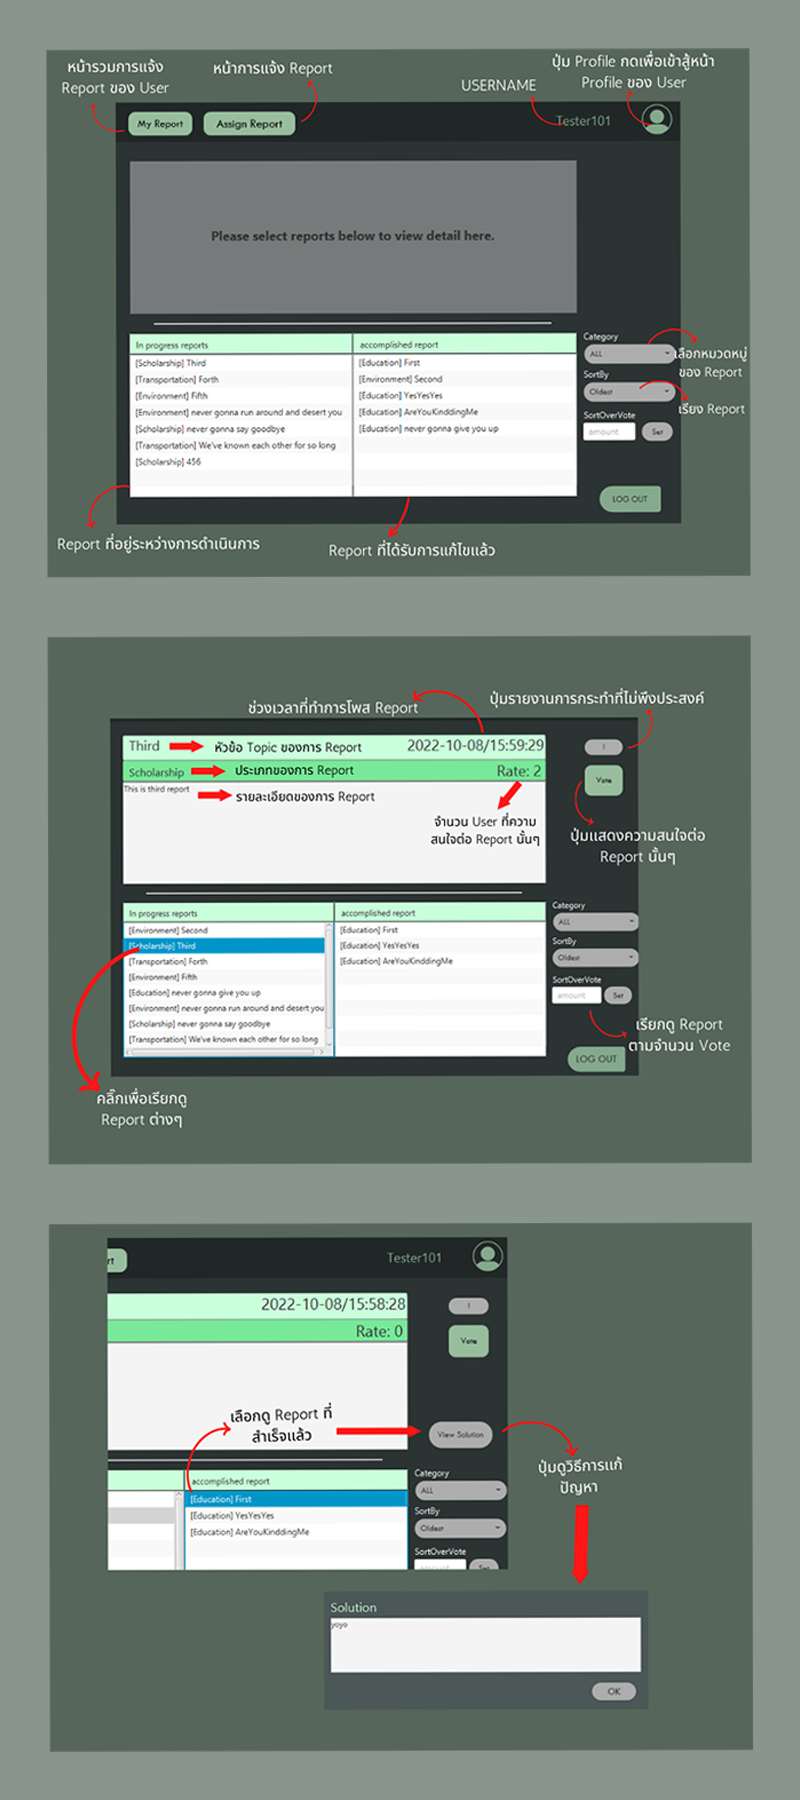 หน้ารวมการแจ้ง
Report ของ User
หน้าการแจ้ง Report
USERNAME
ปุ่ม Profile กดเพื่อเข้าสู้หน้า
Profile ของ User
My Report
Assign Report
Tester101
Please select reports below to view detail here.
In progress reports
accomplished report
[Scholarship] Third
[Transportation] Forth
[Environment] Fifth
[Environment] never gonna run around and desert you
[Scholarship] never gonna say goodbye
[Transportation] We've known each other for so long
[Scholarship] 456
[Education] First
[Environment] Second
[Education] YesYesYes
[Education] AreYouKinddingMe
[Education] never gonna give you up
Category
ALL
เลือกหมวดหมู่
ของ Report
SortBy
Oldest
เรียง Report
SortOverVote
amount
Set
LOG OUT
Report ที่อยู่ระหว่างการดำเนินการ
Report ที่ได้รับการแก้ไขแล้ว
ช่วงเวลาที่ทำการโพส Report
ปุ่มรายงานการกระทำที่ไม่พึงประสงค์
Third
หัวข้อ Topic ของการ Report
2022-10-08/15:59:29
!
Scholarship
ประเภทของการ Report
Rate: 2
Vote
This is third report
รายละเอียดของการ Report
จำนวน User ที่ความ
สนใจต่อ Report นั้นๆ
ปุ่มแสดงความสนใจต่อ
Report นั้นๆ
In progress reports
accomplished report
[Environment] Second
[Scholarship] Third
[Transportation] Forth
[Environment] Fifth
[Education] never gonna give you up
[Environment] never gonna run around and desert you
[Scholarship] never gonna say goodbye
[Transportation] We've known each other for so long
[Education] First
[Education] YesYesYes
[Education] AreYouKinddingMe
Category
ALL
SortBy
Oldest
SortOverVote
amount
Set
เรียกดู Report
ตามจำนวน Vote
LOG OUT
คลิ๊กเพื่อเรียกดู
Report ต่างๆ
rt
Tester101
2022-10-08/15:58:28
!
Rate: 0
Vote
เลือกดู Report ที่
สำเร็จแล้ว
View Solution
ปุ่มดูวิธีการแก้
ปัญหา
accomplished report
[Education] First
[Education] YesYesYes
[Education] AreYouKinddingMe
Category
ALL
SortBy
Oldest
SortOverVote
Solution
yoyo
OK